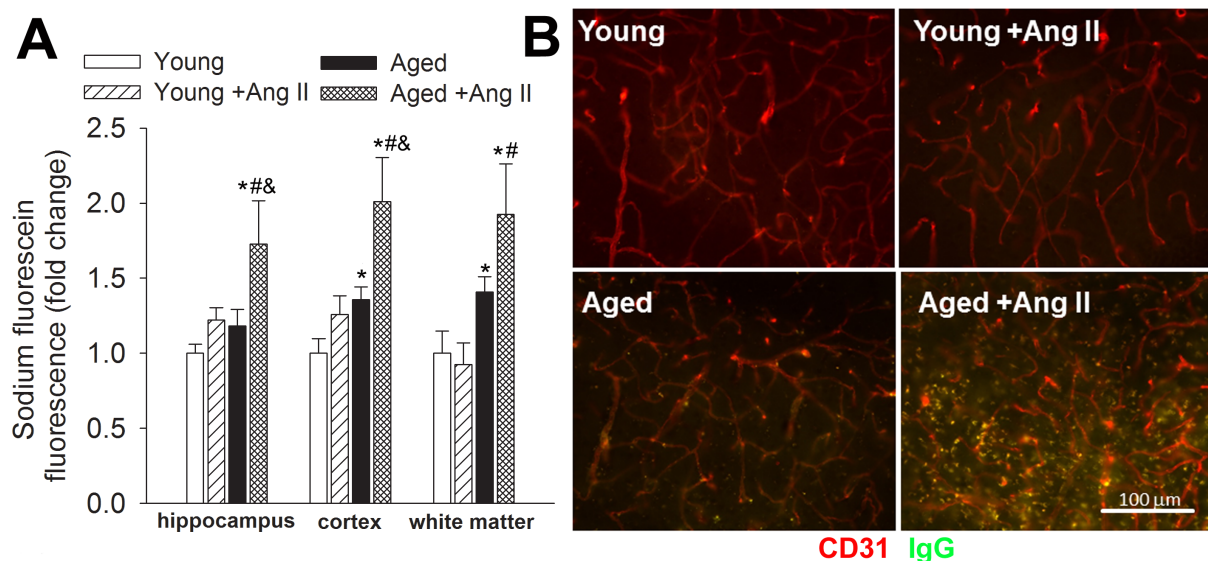 A
Young
Aged
Young +Ang II
Aged +Ang II
Sodium fluorescein
fluorescence (fold change)
2.5
2.0
1.5
1.0
0.5
0.0
*#&
*
*#&
*
*#
hippocampus
cortex
white matter
B
Young
Young +Ang II
Aged
Aged +Ang II
100 µm
CD31 IgG